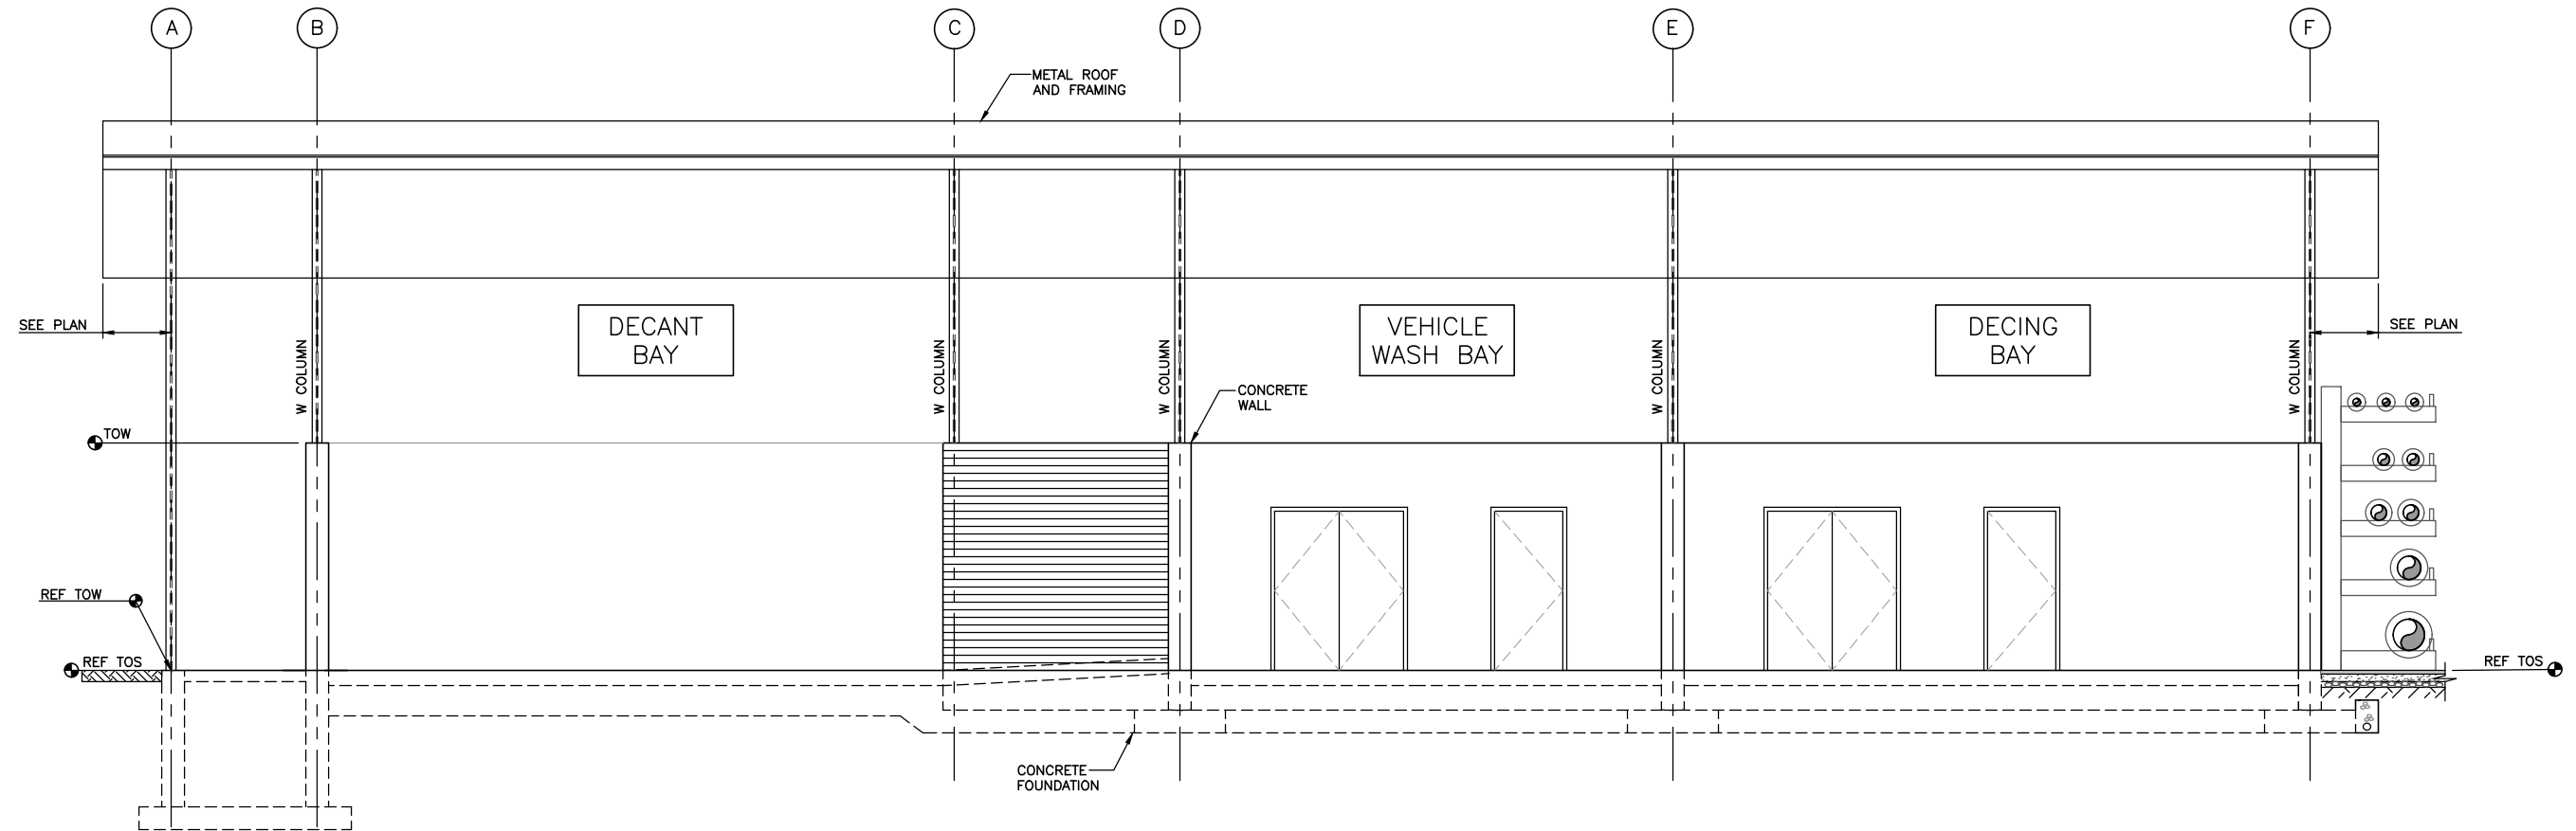 A B C D E F
METAL ROOF
AND FRAMING
SEE PLAN
SEE PLAN
DECANT
BAY
VEHICLE
WASH BAY
DECING
BAY
W COLUMN
W COLUMN
W COLUMN
W COLUMN
W COLUMN
CONCRETE
WALL
TOW
REF TOW
REF TOS
REF TOS
CONCRETE
FOUNDATION